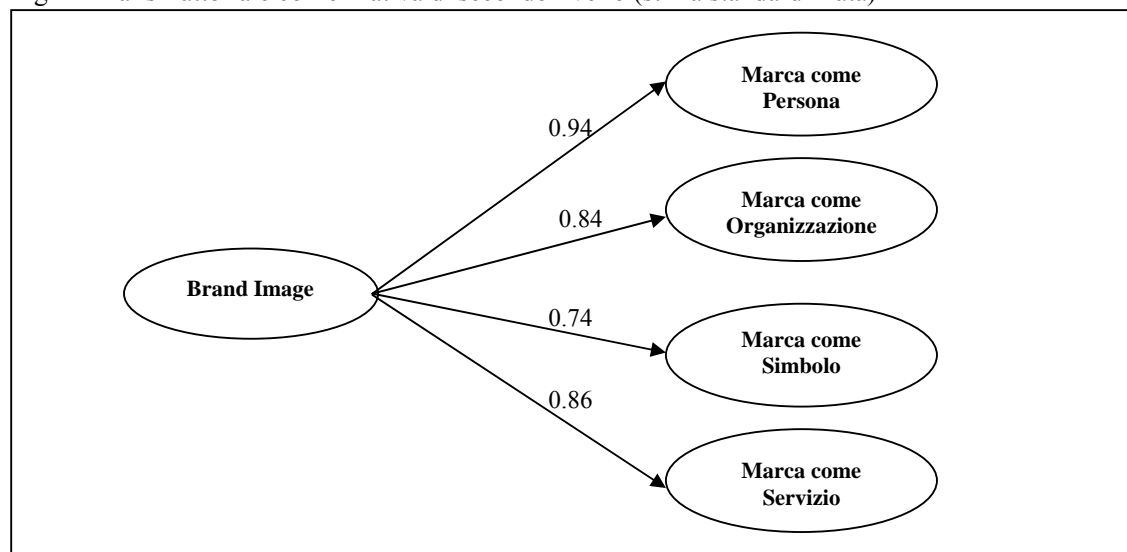 Marca come
Persona
0.94
Marca come
Organizzazione
0.84
Brand Image
0.74
Marca come
Simbolo
0.86
Marca come
Servizio